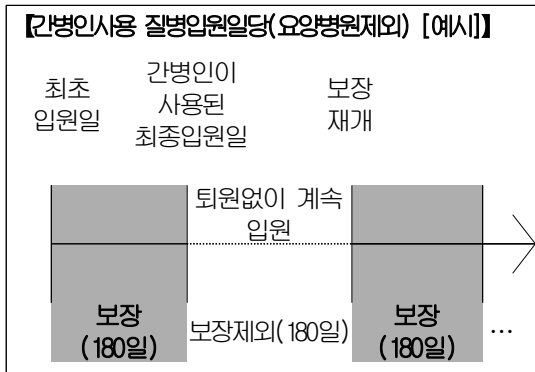 【간병인사용 질병입원일당(요양병원제외) [예시]】
최초
입원일
간병인이
사용된
최종입원일
보장
재개
퇴원없이 계속
입원
보장
(180일)
보장제외(180일)
보장
(180일)
…